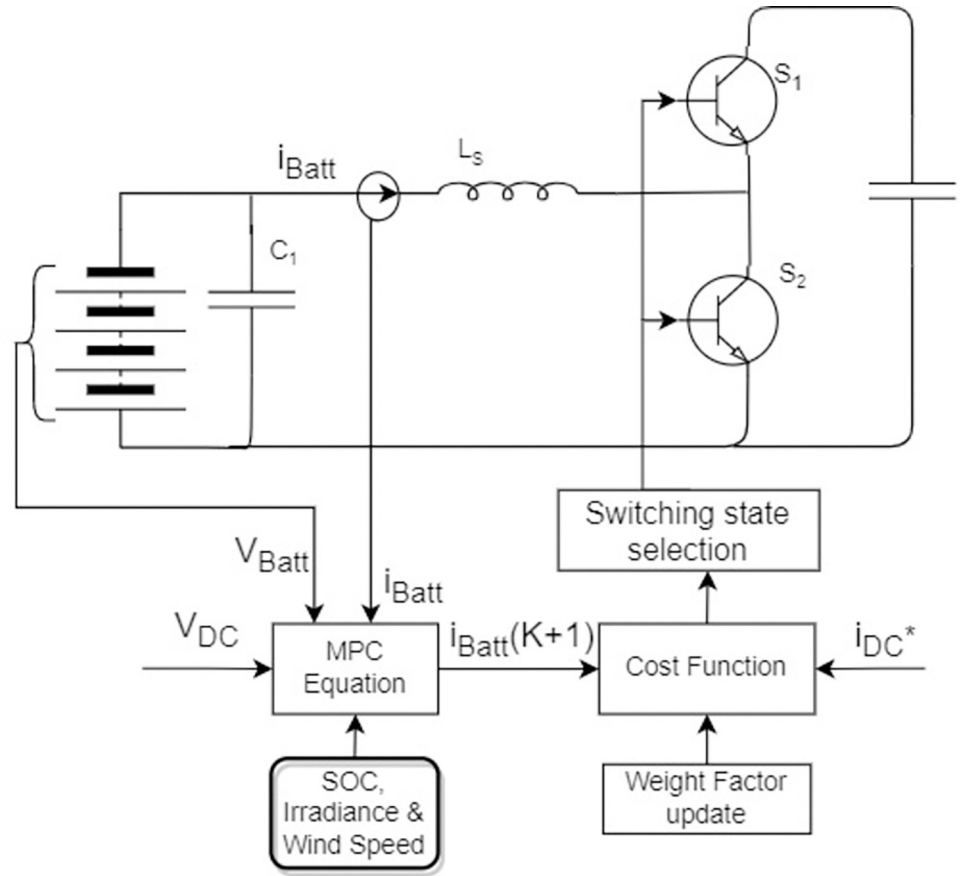 S1
iBatt
LS
C1
S2
Switching state
selection
VBatt
iBatt
VDC
MPC
Equation
iBatt(K+1)
Cost Function
iDC*
SOC,
Irradiance &
Wind Speed
Weight Factor
update